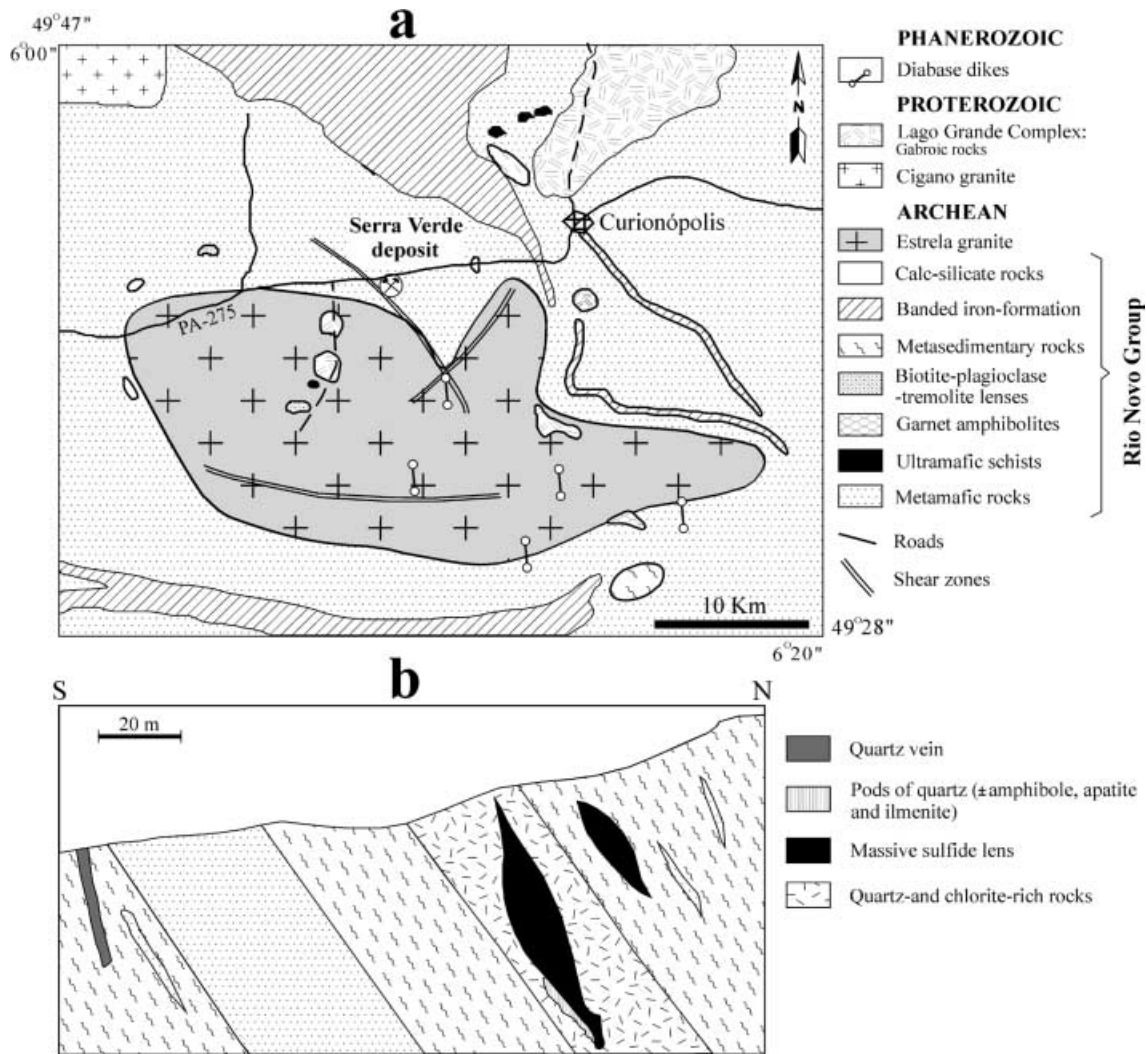 a
49°47"
6°00"
N
Serra Verde
deposit
Curionópolis
PA-275
10 Km
49°28"
6°20"
PHANEROZOIC
Diabase dikes
PROTEROZOIC
Lago Grande Complex:
Gabroic rocks
Cigano granite
ARCHEAN
Estrela granite
Calc-silicate rocks
Banded iron-formation
Metasedimentary rocks
Biotite-plagioclase
-tremolite lenses
Garnet amphibolites
Ultramafic schists
Metamafic rocks
Rio Novo Group
Roads
Shear zones
b
S
N
20 m
Quartz vein
Pods of quartz (±amphibole, apatite
and ilmenite)
Massive sulfide lens
Quartz-and chlorite-rich rocks